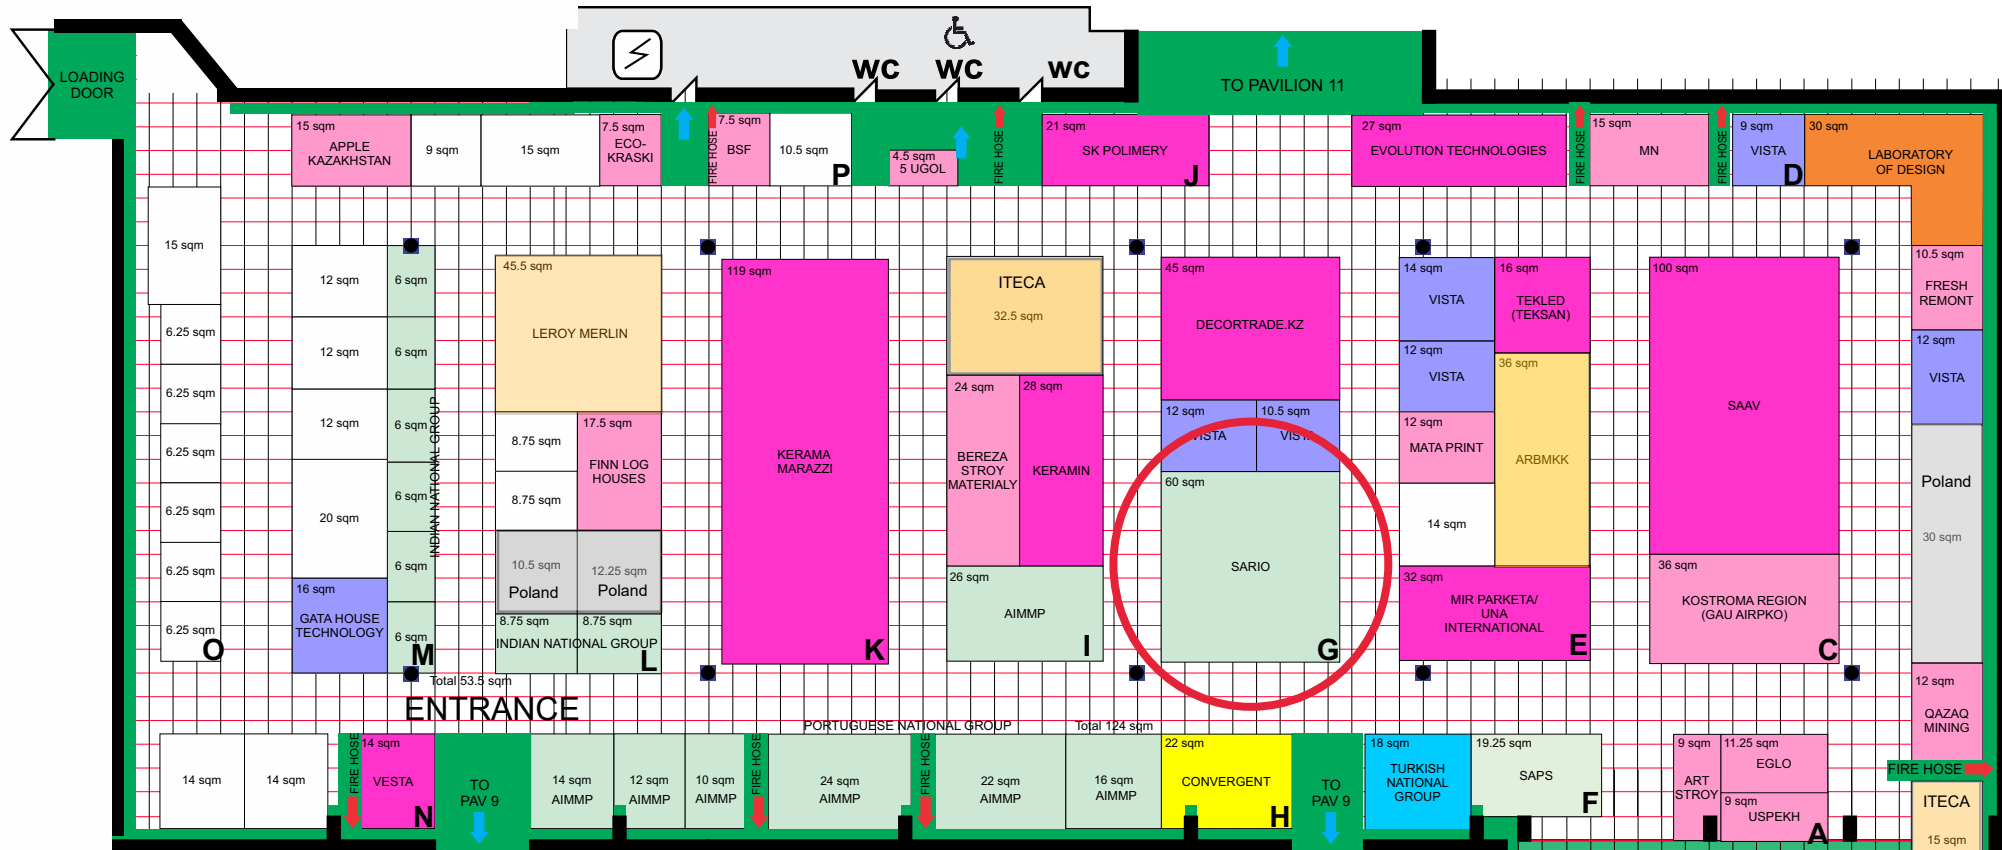 LOADING
DOOR
WC
WC
WC
TO PAVILION 11
15 sqm
APPLE
KAZAKHSTAN
9 sqm
15 sqm
7.5 sqm
ECO-
KRASKI
FIRE HOSE
7.5 sqm
BSF
10.5 sqm
P
4.5 sqm
5 UGOL
FIRE HOSE
21 sqm
SK POLIMERY
J
27 sqm
EVOLUTION TECHNOLOGIES
FIRE HOSE
15 sqm
MN
FIRE HOSE
9 sqm
VISTA
D
30 sqm
LABORATORY
OF DESIGN
15 sqm
6.25 sqm
6.25 sqm
6.25 sqm
6.25 sqm
6.25 sqm
6.25 sqm
O
12 sqm
12 sqm
12 sqm
20 sqm
16 sqm
GATA HOUSE
TECHNOLOGY
6 sqm
6 sqm
6 sqm
6 sqm
6 sqm
6 sqm
M
INDIAN NATIONAL GROUP
Total 53.5 sqm
45.5 sqm
LEROY MERLIN
8.75 sqm
8.75 sqm
17.5 sqm
FINN LOG
HOUSES
10.5 sqm
Poland
12.25 sqm
Poland
8.75 sqm
8.75 sqm
INDIAN NATIONAL GROUP
L
119 sqm
KERAMA
MARAZZI
K
ITECA
32.5 sqm
24 sqm
BEREZA
STROY
MATERIALY
28 sqm
KERAMIN
26 sqm
AIMMP
I
45 sqm
DECORTRADE.KZ
12 sqm
VISTA
10.5 sqm
VISTA
60 sqm
SARIO
G
14 sqm
VISTA
16 sqm
TEKLED
(TEKSAN)
12 sqm
VISTA
36 sqm
ARBMKK
12 sqm
MATA PRINT
14 sqm
32 sqm
MIR PARKETA/
UNA
INTERNATIONAL
E
100 sqm
SAAV
36 sqm
KOSTROMA REGION
(GAU AIRPKO)
C
10.5 sqm
FRESH
REMONT
12 sqm
VISTA
Poland
30 sqm
12 sqm
QAZAQ
MINING
FIRE HOSE
ITECA
15 sqm
ENTRANCE
PORTUGUESE NATIONAL GROUP
Total 124 sqm
14 sqm
14 sqm
FIRE HOSE
14 sqm
VESTA
N
TO
PAV 9
14 sqm
AIMMP
12 sqm
AIMMP
10 sqm
AIMMP
FIRE HOSE
24 sqm
AIMMP
FIRE HOSE
22 sqm
AIMMP
16 sqm
AIMMP
22 sqm
CONVERGENT
H
TO
PAV 9
18 sqm
TURKISH
NATIONAL
GROUP
19.25 sqm
SAPS
F
9 sqm
ART
STROY
11.25 sqm
EGLO
9 sqm
USPEKH
A